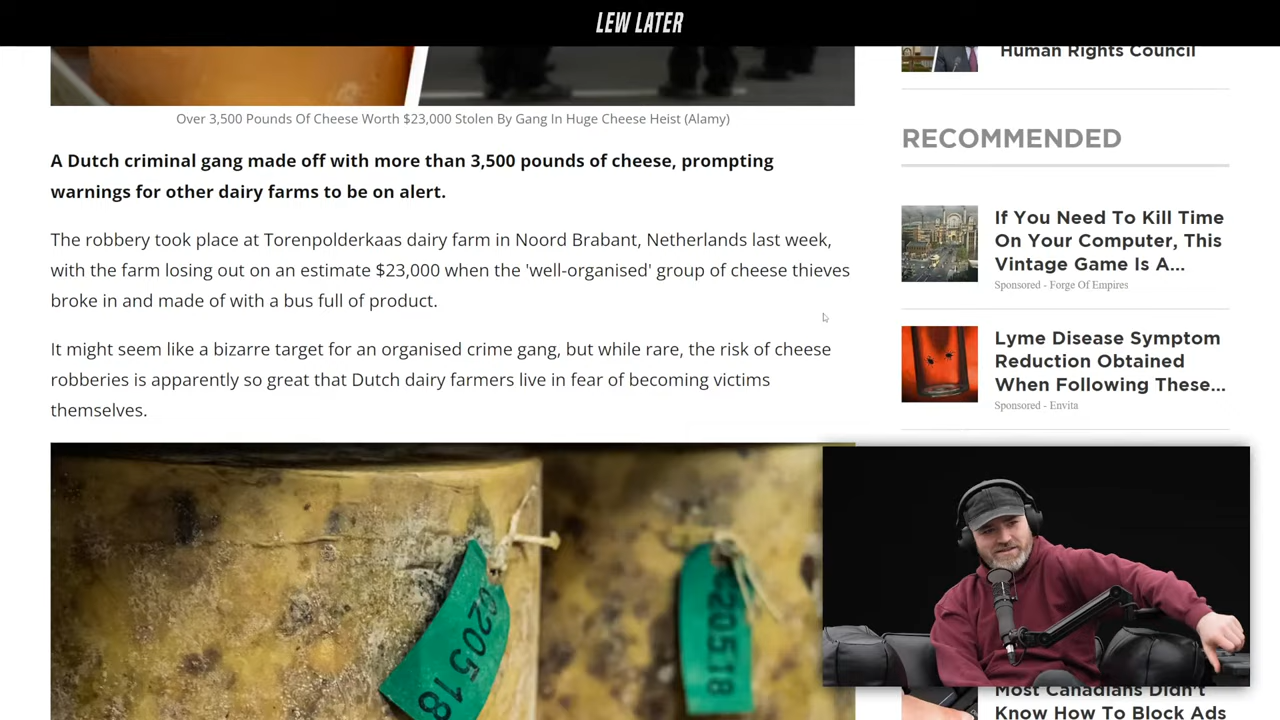 LEW LATER
Human Rights Council
Over 3,500 Pounds Of Cheese Worth $23,000 Stolen By Gang In Huge Cheese Heist (Alamy)
A Dutch criminal gang made off with more than 3,500 pounds of cheese, prompting
warnings for other dairy farms to be on alert.
The robbery took place at Torenpolderkaas dairy farm in Noord Brabant, Netherlands last week,
with the farm losing out on an estimate $23,000 when the 'well-organised' group of cheese thieves
broke in and made of with a bus full of product.
It might seem like a bizarre target for an organised crime gang, but while rare, the risk of cheese
robberies is apparently so great that Dutch dairy farmers live in fear of becoming victims
themselves.
020518
020518
RECOMMENDED
If You Need To Kill Time
On Your Computer, This
Vintage Game Is A...
Sponsored - Forge Of Empires
Lyme Disease Symptom
Reduction Obtained
When Following These...
Sponsored - Envita
Most Canadians Didn't
Know How To Block Ads